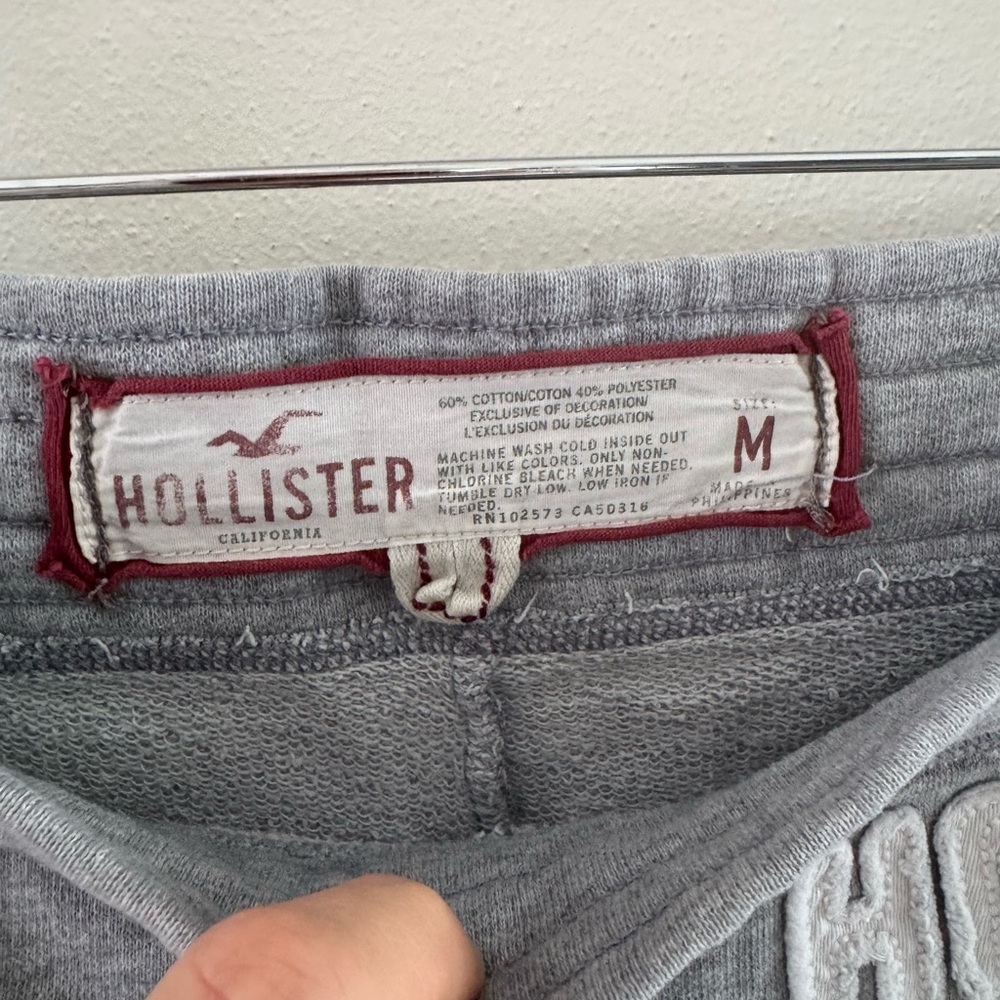 HOLLISTER
CALIFORNIA
60% COTTON/COTON 40% POLYESTER
EXCLUSIVE OF DECORATION/
L'EXCLUSION DU DÉCORATION
MACHINE WASH COLD INSIDE OUT
WITH LIKE COLORS. ONLY NON-
CHLORINE BLEACH WHEN NEEDED.
TUMBLE DRY LOW. LOW IRON IF
NEEDED.
RN102573 CA50316
SIZE:
M
MADE
PHILIPPINES
H